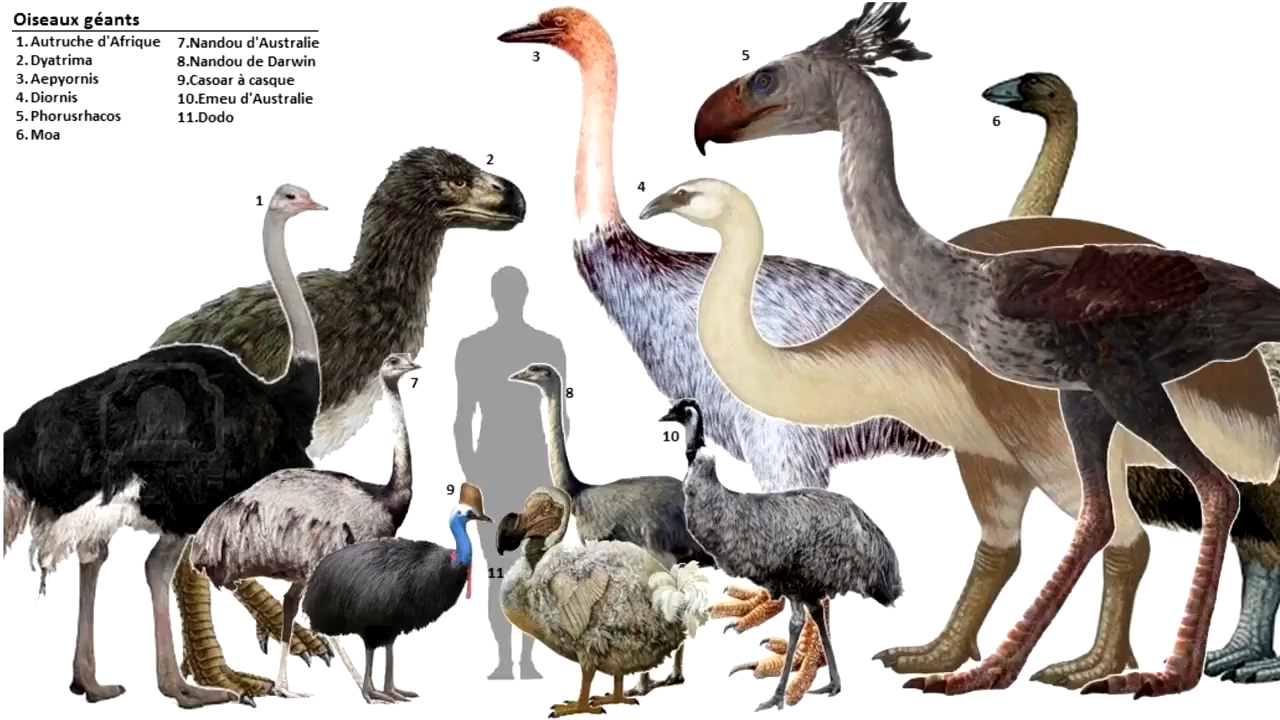 Oiseaux géants
1. Autruche d'Afrique
2. Dyatrima
3. Aepyornis
4. Diornis
5. Phorusrhacos
6. Moa
7.Nandou d'Australie
8.Nandou de Darwin
9.Casoar à casque
10.Emeu d'Australie
11.Dodo
1
2
3
4
5
6
7
8
9
10
11